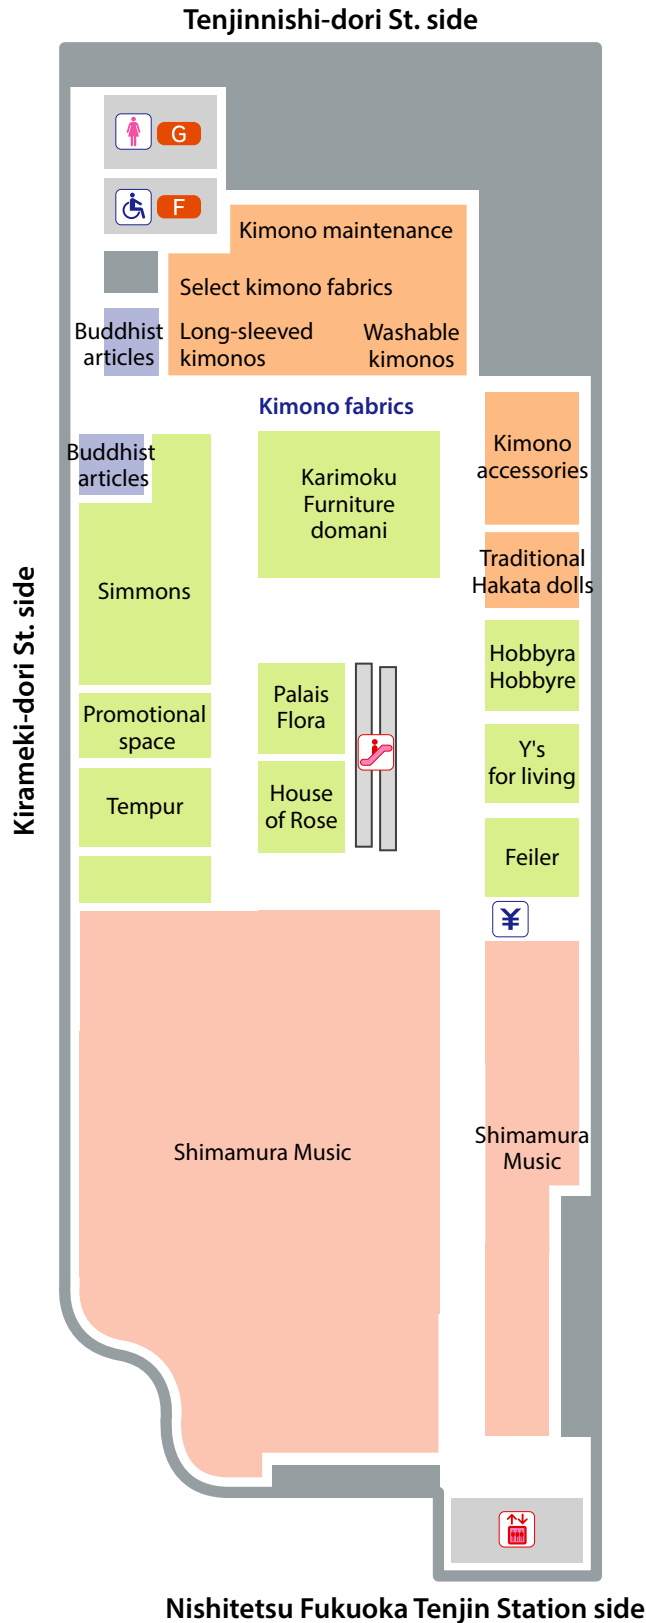 Tenjinnishi-dori St. side
G
F
Kimono maintenance
Select kimono fabrics
Buddhist
articles
Long-sleeved
kimonos
Washable
kimonos
Kimono fabrics
Buddhist
articles
Karimoku
Furniture
domani
Kimono
accessories
Traditional
Hakata dolls
Simmons
Kirameki-dori St. side
Hobbyra
Hobbyre
Promotional
space
Palais
Flora
Y's
for living
Tempur
House
of Rose
Feiler
¥
Shimamura Music
Shimamura
Music
Nishitetsu Fukuoka Tenjin Station side